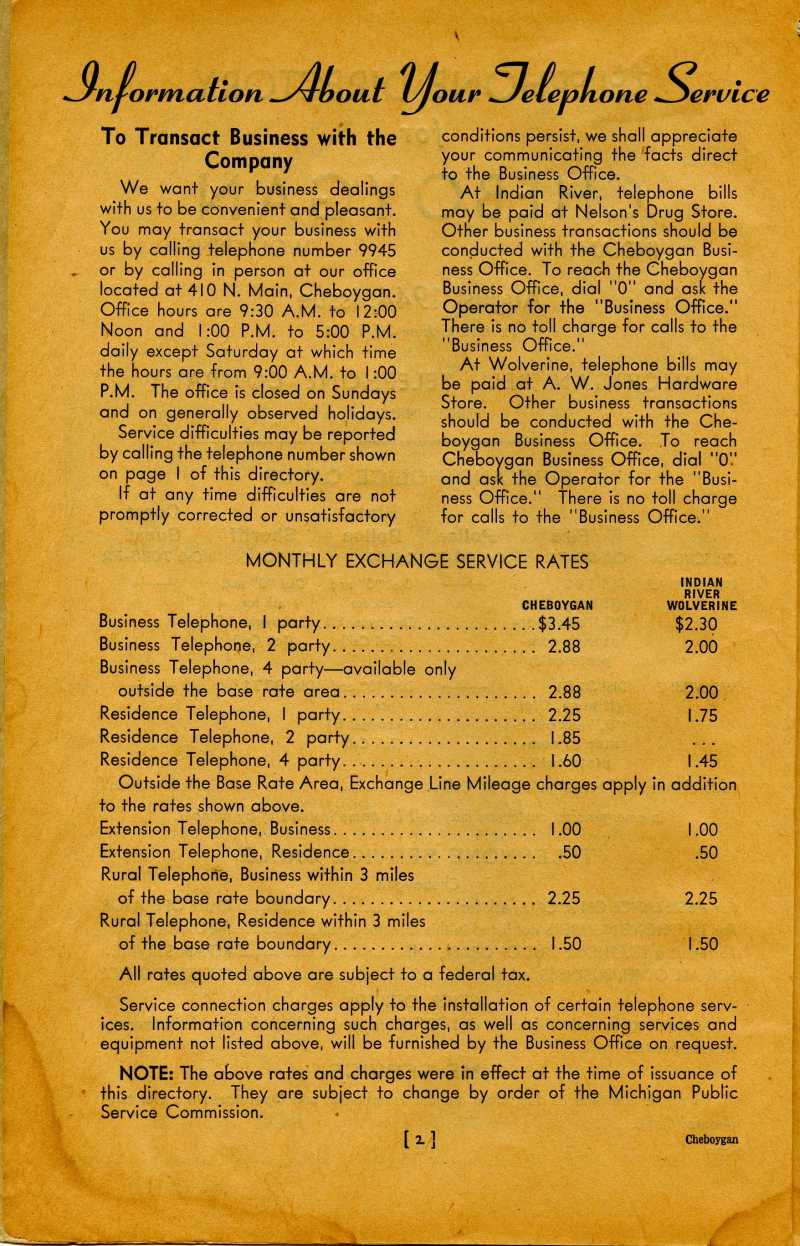 Information About Your Telephone Service
To Transact Business with the
Company
We want your business dealings
with us to be convenient and pleasant.
You may transact your business with
us by calling telephone number 9945
or by calling in person at our office
located at 410 N. Main, Cheboygan.
Office hours are 9:30 A.M. to 12:00
Noon and 1:00 P.M. to 5:00 P.M.
daily except Saturday at which time
the hours are from 9:00 A.M. to 1:00
P.M. The office is closed on Sundays
and on generally observed holidays.
Service difficulties may be reported
by calling the telephone number shown
on page 1 of this directory.
If at any time difficulties are not
promptly corrected or unsatisfactory
conditions persist, we shall appreciate
your communicating the facts direct
to the Business Office.
At Indian River, telephone bills
may be paid at Nelson's Drug Store.
Other business transactions should be
conducted with the Cheboygan Busi-
ness Office. To reach the Cheboygan
Business Office, dial "0" and ask the
Operator for the "Business Office."
There is no toll charge for calls to the
"Business Office."
At Wolverine, telephone bills may
be paid at A. W. Jones Hardware
Store. Other business transactions
should be conducted with the Che-
boygan Business Office. To reach
Cheboygan Business Office, dial "0"
and ask the Operator for the "Busi-
ness Office." There is no toll charge
for calls to the "Business Office."
MONTHLY EXCHANGE SERVICE RATES
INDIAN
RIVER
CHEBOYGAN WOLVERINE
Business Telephone, 1 party.......................$3.45 $2.30
Business Telephone, 2 party...................... 2.88 2.00
Business Telephone, 4 party—available only
outside the base rate area..................... 2.88 2.00
Residence Telephone, 1 party..................... 2.25 1.75
Residence Telephone, 2 party.................... 1.85 ...
Residence Telephone, 4 party..................... 1.60 1.45
Outside the Base Rate Area, Exchange Line Mileage charges apply in addition
to the rates shown above.
Extension Telephone, Business...................... 1.00 1.00
Extension Telephone, Residence.................... .50 .50
Rural Telephone, Business within 3 miles
of the base rate boundary...................... 2.25 2.25
Rural Telephone, Residence within 3 miles
of the base rate boundary...................... 1.50 1.50
All rates quoted above are subject to a federal tax.
Service connection charges apply to the installation of certain telephone serv-
ices. Information concerning such charges, as well as concerning services and
equipment not listed above, will be furnished by the Business Office on request.
NOTE: The above rates and charges were in effect at the time of issuance of
this directory. They are subject to change by order of the Michigan Public
Service Commission.
[2] Cheboygan